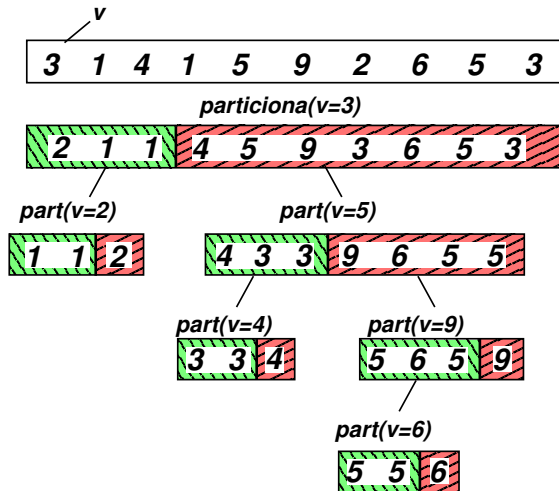 v
3 1 4 1 5 9 2 6 5 3
particiona(v=3)
2 1 1 4 5 9 3 6 5 3
part(v=2) part(v=5)
1 1 2 4 3 3 9 6 5 5
part(v=4) part(v=9)
3 3 4 5 6 5 9
part(v=6)
5 5 6